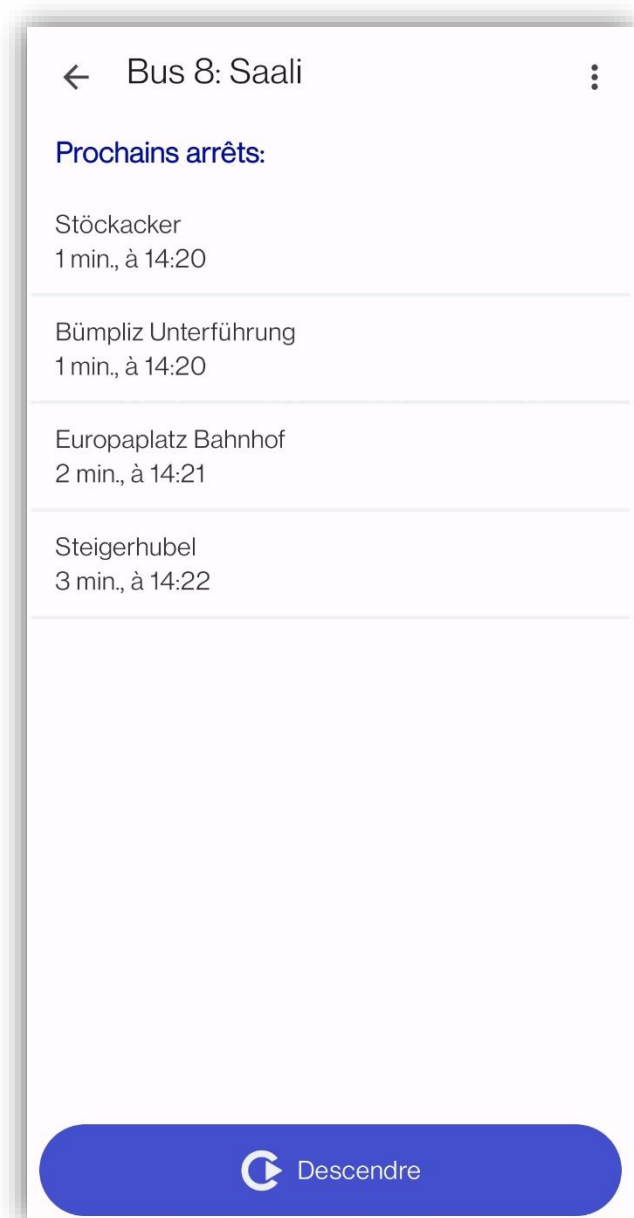 Bus 8: Saali
Prochains arrêts:
Stöckacker
1 min., à 14:20
Bümpliz Unterführung
1 min., à 14:20
Europaplatz Bahnhof
2 min., à 14:21
Steigerhubel
3 min., à 14:22
Descendre